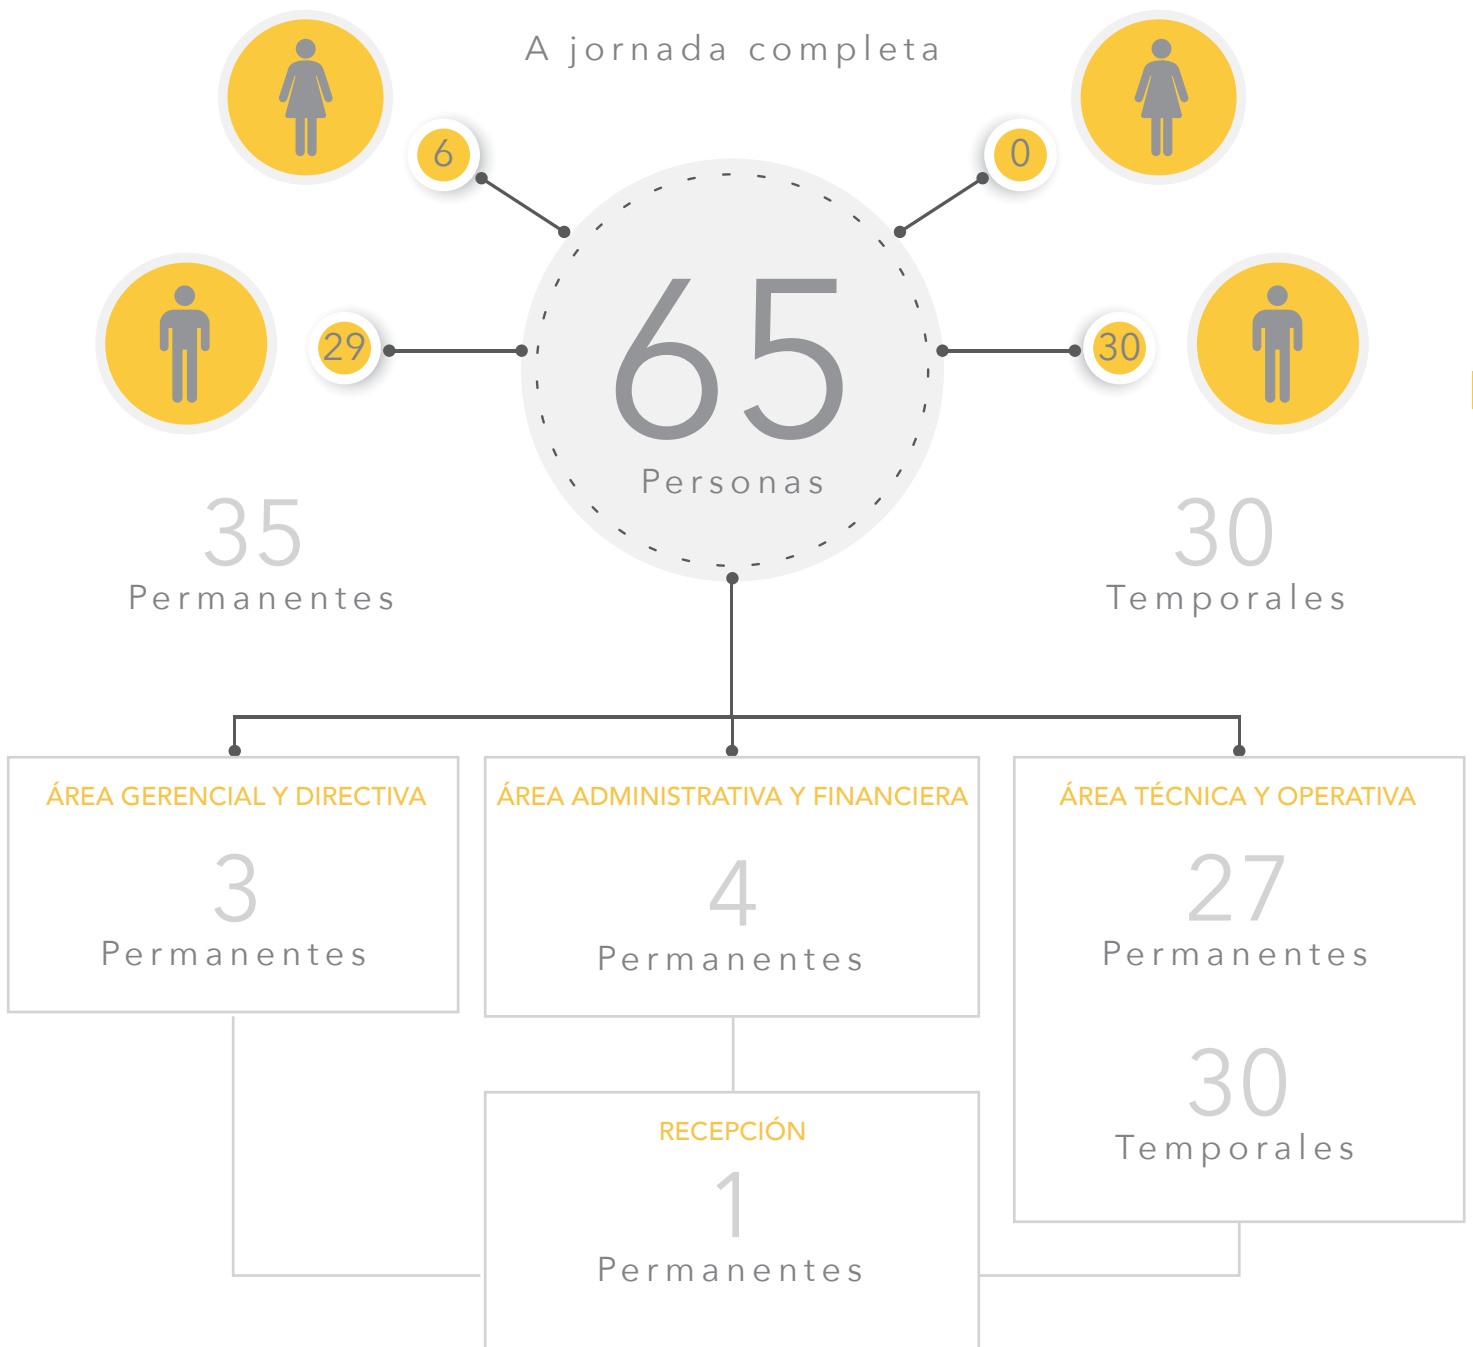 A jornada completa
6
0
29
30
65
Personas
35
Permanentes
30
Temporales
ÁREA GERENCIAL Y DIRECTIVA
3
Permanentes
ÁREA ADMINISTRATIVA Y FINANCIERA
4
Permanentes
ÁREA TÉCNICA Y OPERATIVA
27
Permanentes
30
Temporales
RECEPCIÓN
1
Permanentes